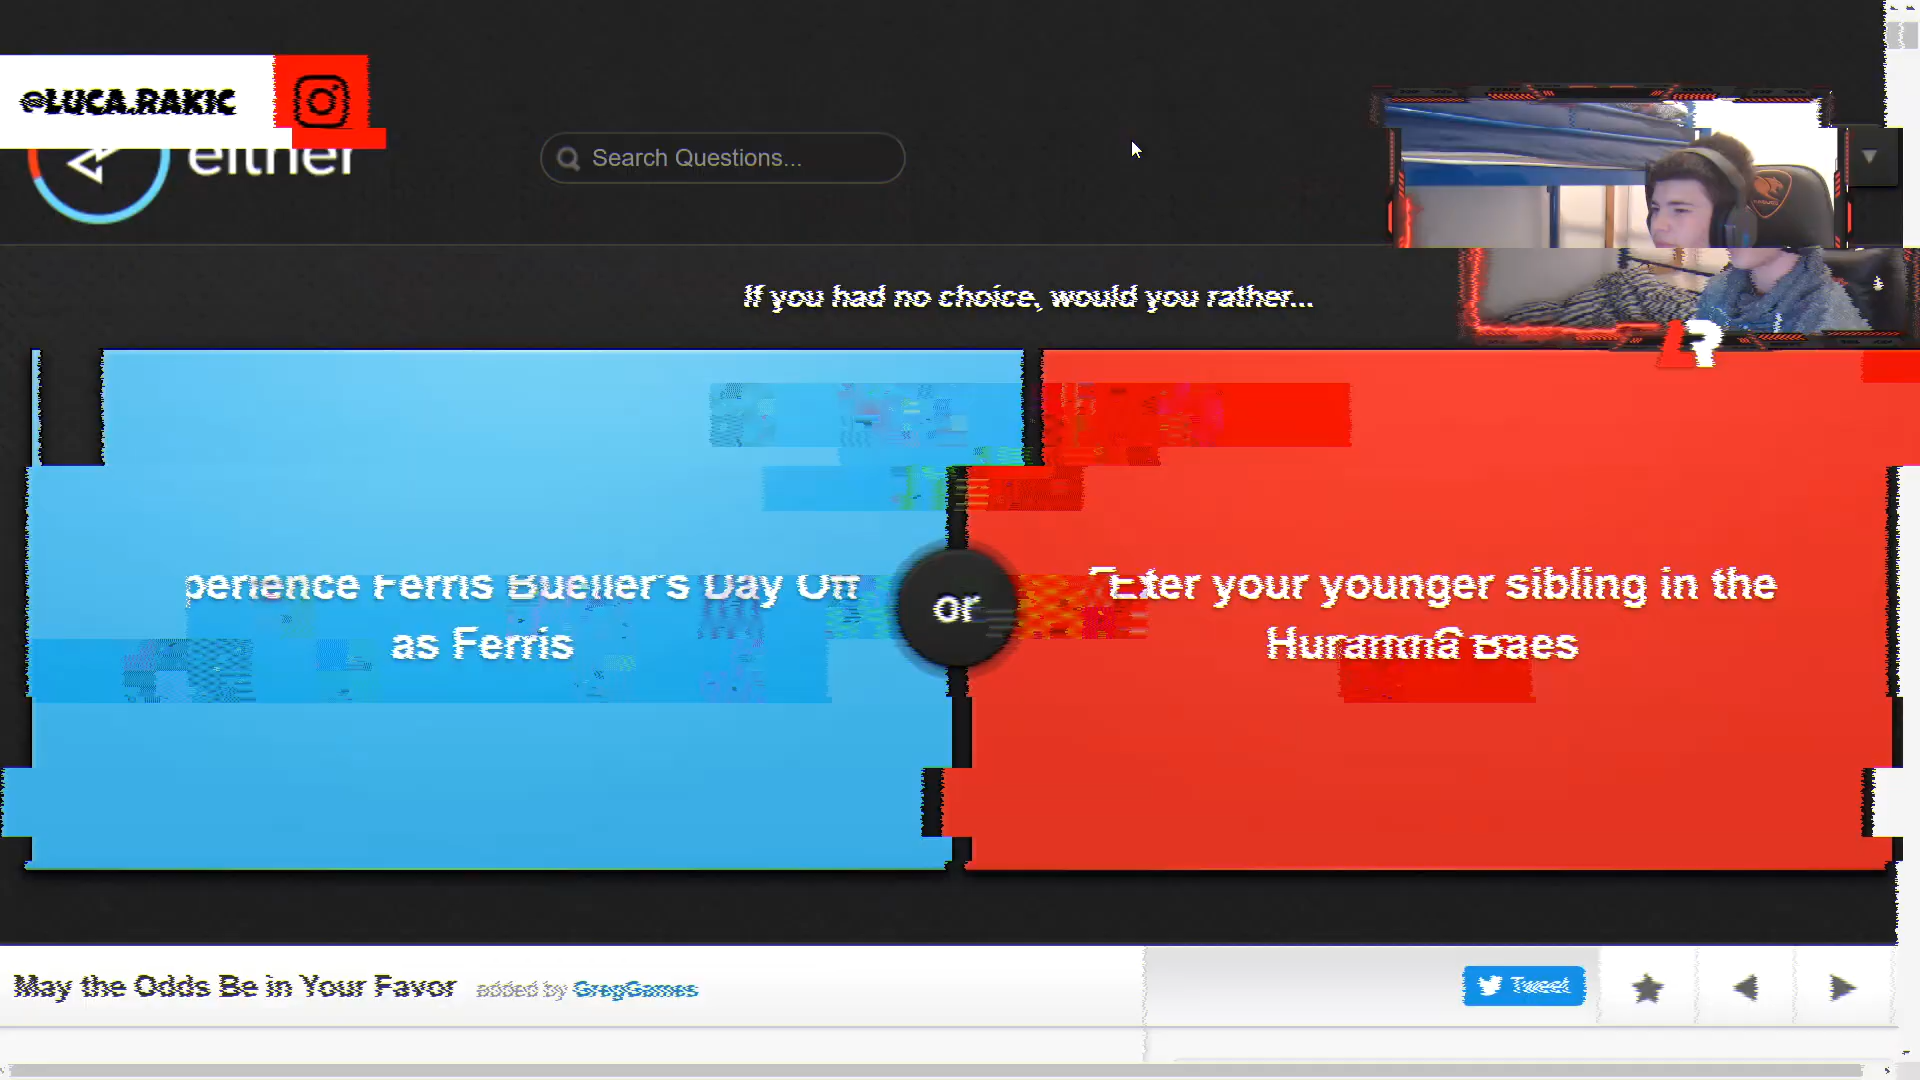 @LUCA.RAKIC
either
Search Questions...
If you had no choice, would you rather...
perience Ferris Bueller's Day Off
as Ferris
or
your younger sibling in the
May the Odds Be in Your Favor added by GregGames
Tweet